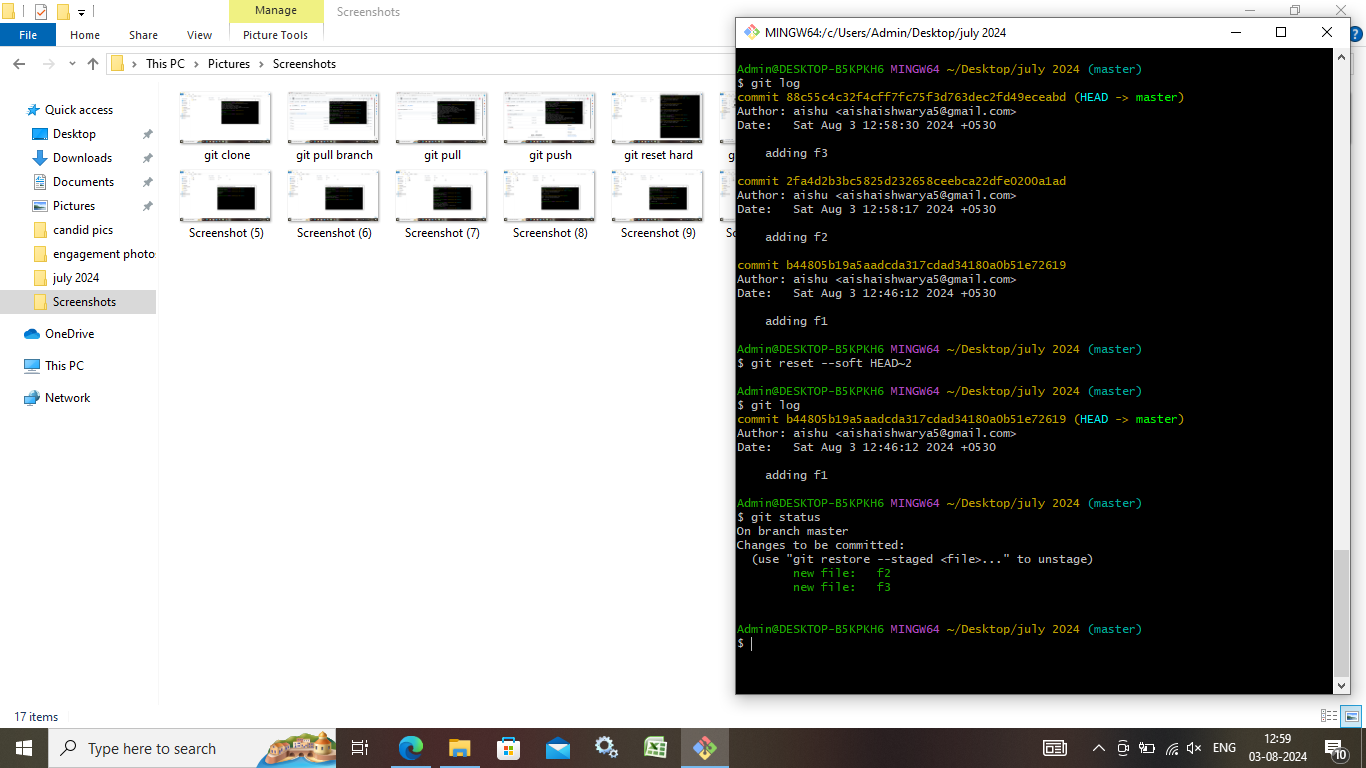 Manage
Screenshots
File
Home
Share
View
Picture Tools
This PC
Pictures
Screenshots
Quick access
Desktop
Downloads
Documents
Pictures
candid pics
engagement photo
july 2024
Screenshots
OneDrive
This PC
Network
git clone
git pull branch
git pull
git push
git reset hard
Screenshot (5)
Screenshot (6)
Screenshot (7)
Screenshot (8)
Screenshot (9)
17 items
MINGW64:/c/Users/Admin/Desktop/july 2024
Admin@DESKTOP-B5KPKH6 MINGW64 ~/Desktop/july 2024 (master)
$ git log
commit 88c55c4c32f4cff7fc75f3d763dec2fd49eceabd (HEAD -> master)
Author: aishu <aishaishwarya5@gmail.com>
Date:   Sat Aug 3 12:58:30 2024 +0530
adding f3
commit 2fa4d2b3bc5825d232658ceebca22dfe0200a1ad
Author: aishu <aishaishwarya5@gmail.com>
Date:   Sat Aug 3 12:58:17 2024 +0530
adding f2
commit b44805b19a5aadcda317cdad34180a0b51e72619
Author: aishu <aishaishwarya5@gmail.com>
Date:   Sat Aug 3 12:46:12 2024 +0530
adding f1
Admin@DESKTOP-B5KPKH6 MINGW64 ~/Desktop/july 2024 (master)
$ git reset --soft HEAD~2
Admin@DESKTOP-B5KPKH6 MINGW64 ~/Desktop/july 2024 (master)
$ git log
commit b44805b19a5aadcda317cdad34180a0b51e72619 (HEAD -> master)
Author: aishu <aishaishwarya5@gmail.com>
Date:   Sat Aug 3 12:46:12 2024 +0530
adding f1
Admin@DESKTOP-B5KPKH6 MINGW64 ~/Desktop/july 2024 (master)
$ git status
On branch master
Changes to be committed:
(use "git restore --staged <file>..." to unstage)
new file:   f2
new file:   f3
Admin@DESKTOP-B5KPKH6 MINGW64 ~/Desktop/july 2024 (master)
$
Type here to search
ENG
12:59
03-08-2024
10